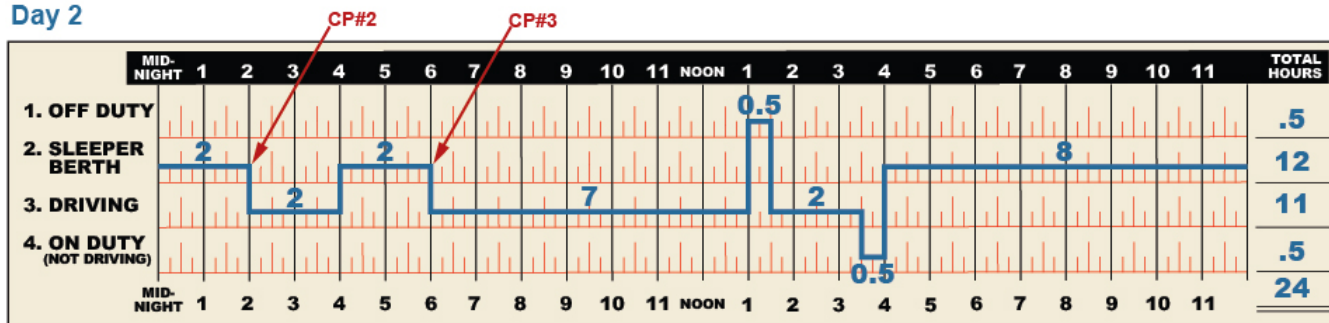 Day 2
CP#2 CP#3
MID-NIGHT 1 2 3 4 5 6 7 8 9 10 11 NOON 1 2 3 4 5 6 7 8 9 10 11 TOTAL HOURS
1. OFF DUTY 0.5 .5
2. SLEEPER BERTH 2 2 8 12
3. DRIVING 2 7 2 11
4. ON DUTY (NOT DRIVING) 0.5 .5
MID-NIGHT 1 2 3 4 5 6 7 8 9 10 11 NOON 1 2 3 4 5 6 7 8 9 10 11 24